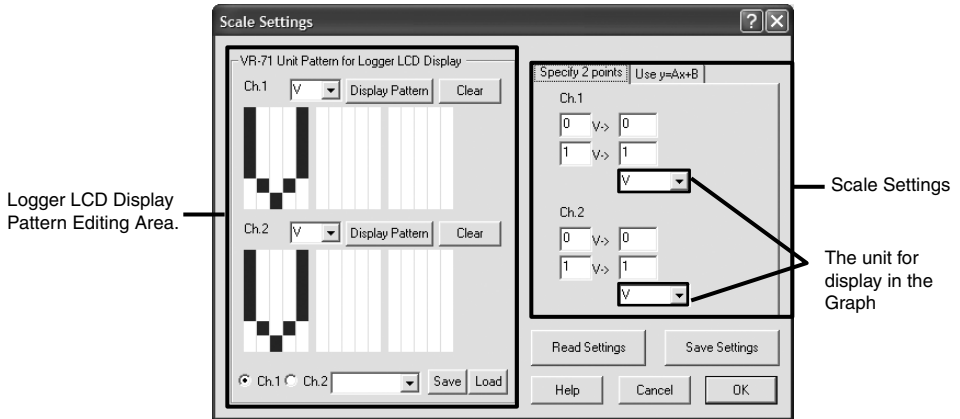 Scale Settings
VR-71 Unit Pattern for Logger LCD Display
Ch.1 V Display Pattern Clear
Ch.2 V Display Pattern Clear
Ch.1 Ch.2 Save Load
Specify 2 points Use y=Ax+B
Ch.1
0 V-> 0
1 V-> 1
V
Ch.2
0 V-> 0
1 V-> 1
V
Read Settings Save Settings
Help Cancel OK
Logger LCD Display
Pattern Editing Area.
Scale Settings
The unit for
display in the
Graph